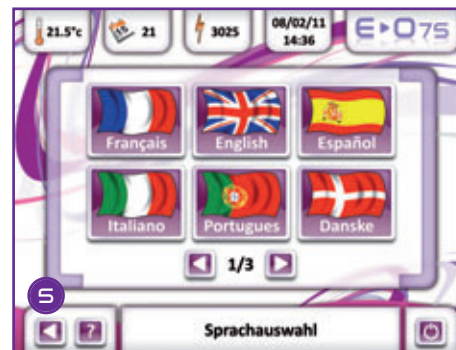 21.5°c 21 3025 08/02/11 E▸O 75
14:36
Français English Español
Italiano Portugues Danske
1/3
5
? Sprachauswahl